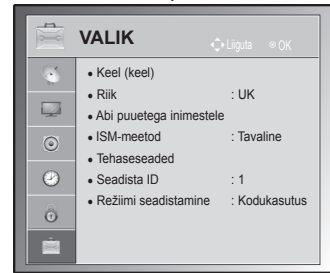 VALIK
Liiguta
OK
• Keel (keel)
• Riik : UK
• Abi puuetega inimestele
• ISM-meetod : Tavaline
• Tehaseseaded
• Seadista ID : 1
• Režiimi seadistamine : Kodukasutus